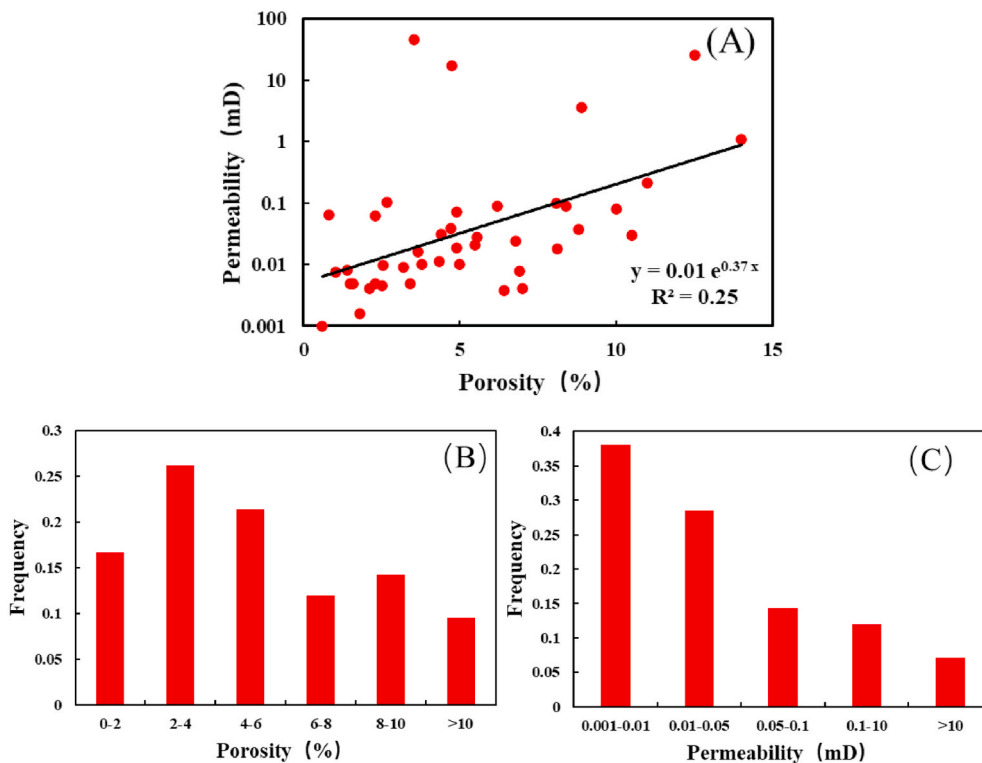 (A)
100
10
1
0.1
0.01
0.001
Permeability（mD）
y = 0.01 e^0.37 x
R² = 0.25
0 5 10 15
Porosity（%）
（B）
0.3
0.25
0.2
0.15
0.1
0.05
0
Frequency
0-2 2-4 4-6 6-8 8-10 >10
Porosity（%）
（C）
0.4
0.35
0.3
0.25
0.2
0.15
0.1
0.05
0
Frequency
0.001-0.01 0.01-0.05 0.05-0.1 0.1-10 >10
Permeability（mD）